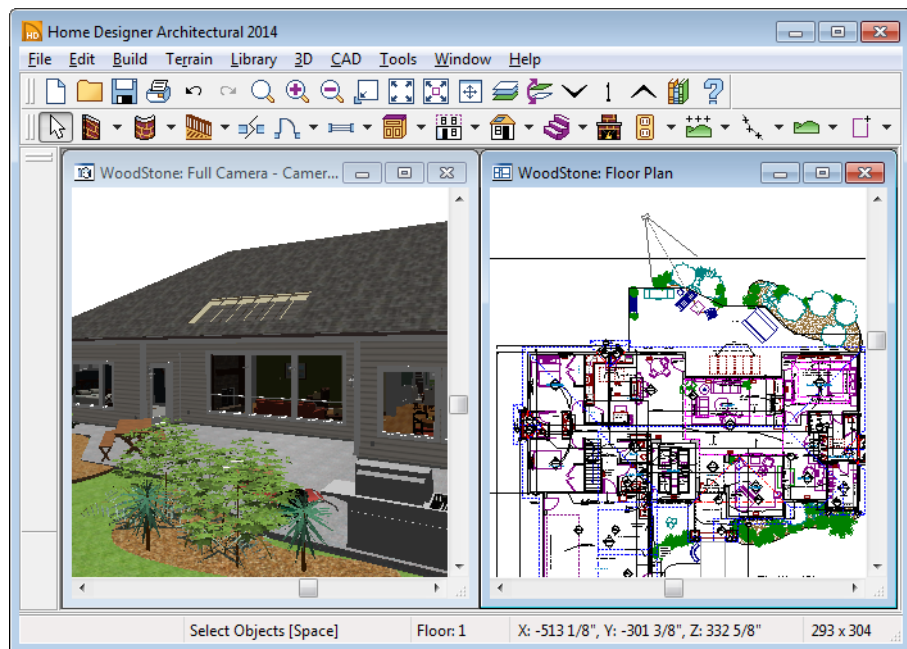 Home Designer Architectural 2014
File Edit Build Terrain Library 3D CAD Tools Window Help
1
WoodStone: Full Camera - Camer...
WoodStone: Floor Plan
Select Objects [Space] Floor: 1 X: -513 1/8", Y: -301 3/8", Z: 332 5/8" 293 x 304